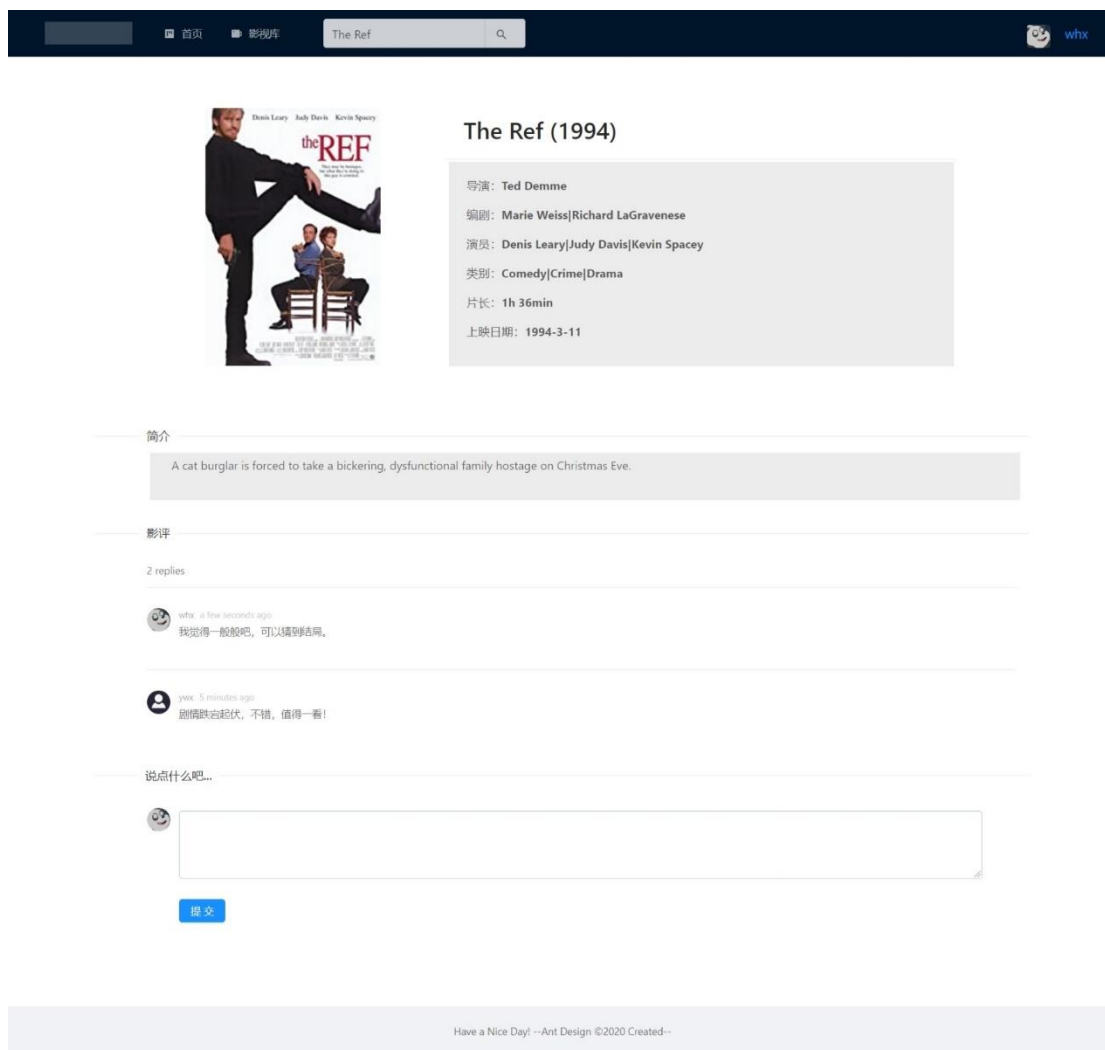 首页 影视库 The Ref whx
Denis Leary Judy Davis Kevin Spacey
the REF
The Ref (1994)
导演：Ted Demme
编剧：Marie Weiss|Richard LaGravenese
演员：Denis Leary|Judy Davis|Kevin Spacey
类别：Comedy|Crime|Drama
片长：1h 36min
上映日期：1994-3-11
简介
A cat burglar is forced to take a bickering, dysfunctional family hostage on Christmas Eve.
影评
2 replies
whx a few seconds ago
我觉得一般般吧，可以猜到结局。
ywx 5 minutes ago
剧情跌宕起伏，不错，值得一看！
说点什么吧...
提 交
Have a Nice Day! --Ant Design ©2020 Created--